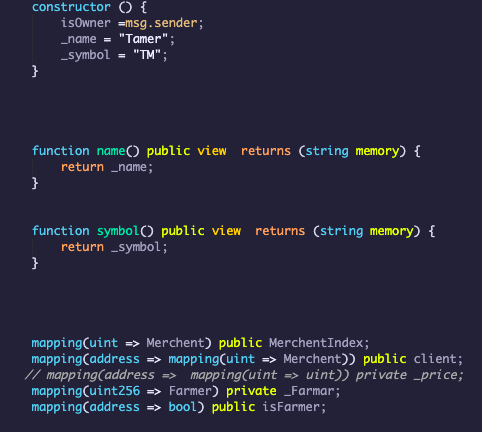 constructor () {
isOwner =msg.sender;
_name = "Tamer";
_symbol = "TM";
}
function name() public view  returns (string memory) {
return _name;
}
function symbol() public view  returns (string memory) {
return _symbol;
}
mapping(uint => Merchent) public MerchentIndex;
mapping(address => mapping(uint => Merchent)) public client;
// mapping(address =>  mapping(uint => uint)) private _price;
mapping(uint256 => Farmer) private _Farmar;
mapping(address => bool) public isFarmer;